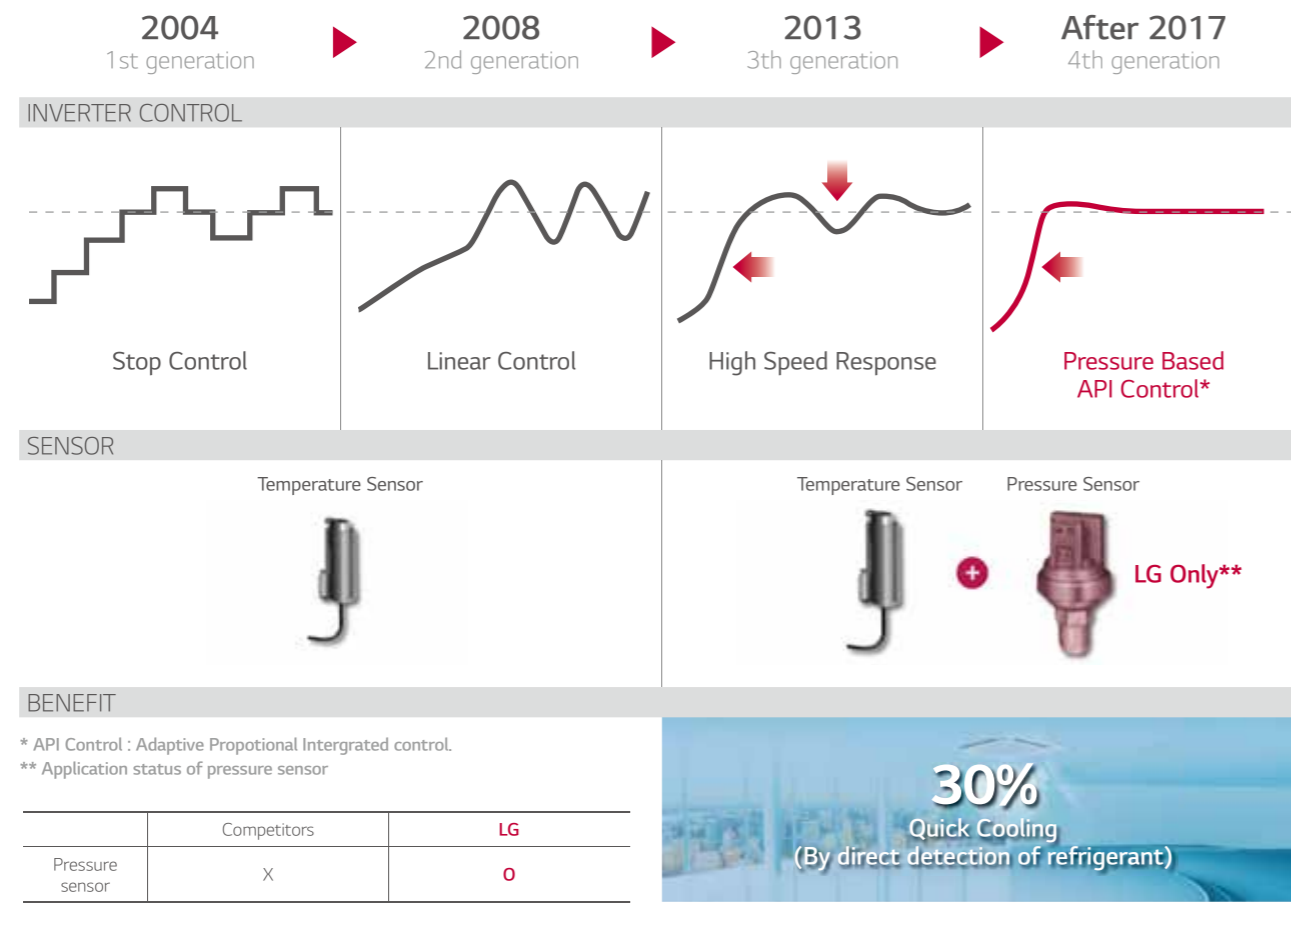 2004
1st generation
2008
2nd generation
2013
3th generation
After 2017
4th generation
INVERTER CONTROL
Stop Control
Linear Control
High Speed Response
Pressure Based
API Control*
SENSOR
Temperature Sensor
Temperature Sensor
Pressure Sensor
+
LG Only**
BENEFIT
* API Control : Adaptive Propotional Intergrated control.
** Application status of pressure sensor
Competitors
LG
Pressure
sensor
X
O
30%
Quick Cooling
(By direct detection of refrigerant)